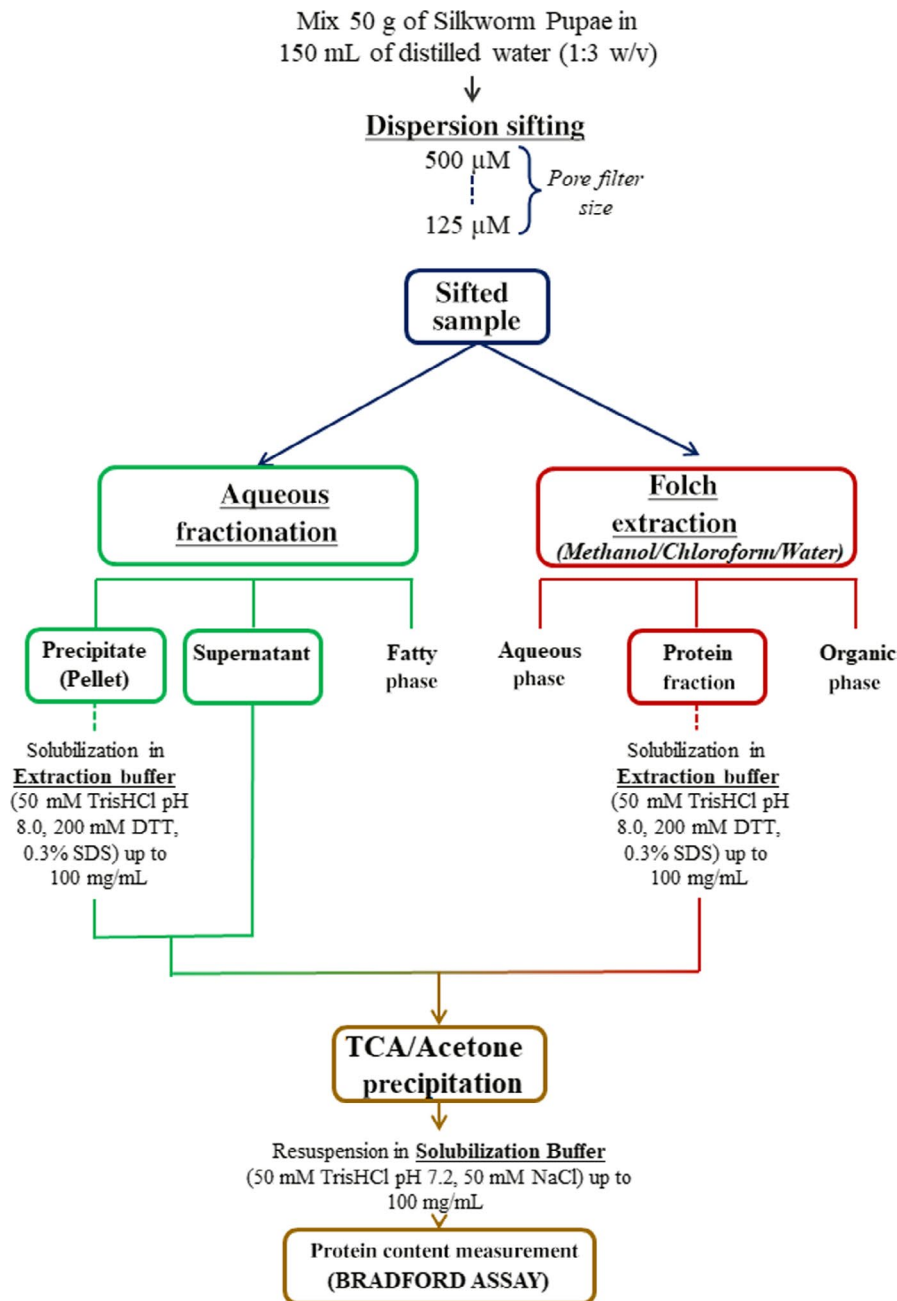 Mix 50 g of Silkworm Pupae in
150 mL of distilled water (1:3 w/v)
Dispersion sifting
500 µM
125 µM
Pore filter
size
Sifted
sample
Aqueous
fractionation
Folch
extraction
(Methanol/Chloroform/Water)
Precipitate
(Pellet)
Supernatant
Fatty
phase
Aqueous
phase
Protein
fraction
Organic
phase
Solubilization in
Extraction buffer
(50 mM TrisHCl pH
8.0, 200 mM DTT,
0.3% SDS) up to
100 mg/mL
Solubilization in
Extraction buffer
(50 mM TrisHCl pH
8.0, 200 mM DTT,
0.3% SDS) up to
100 mg/mL
TCA/Acetone
precipitation
Resuspension in Solubilization Buffer
(50 mM TrisHCl pH 7.2, 50 mM NaCl) up to
100 mg/mL
Protein content measurement
(BRADFORD ASSAY)